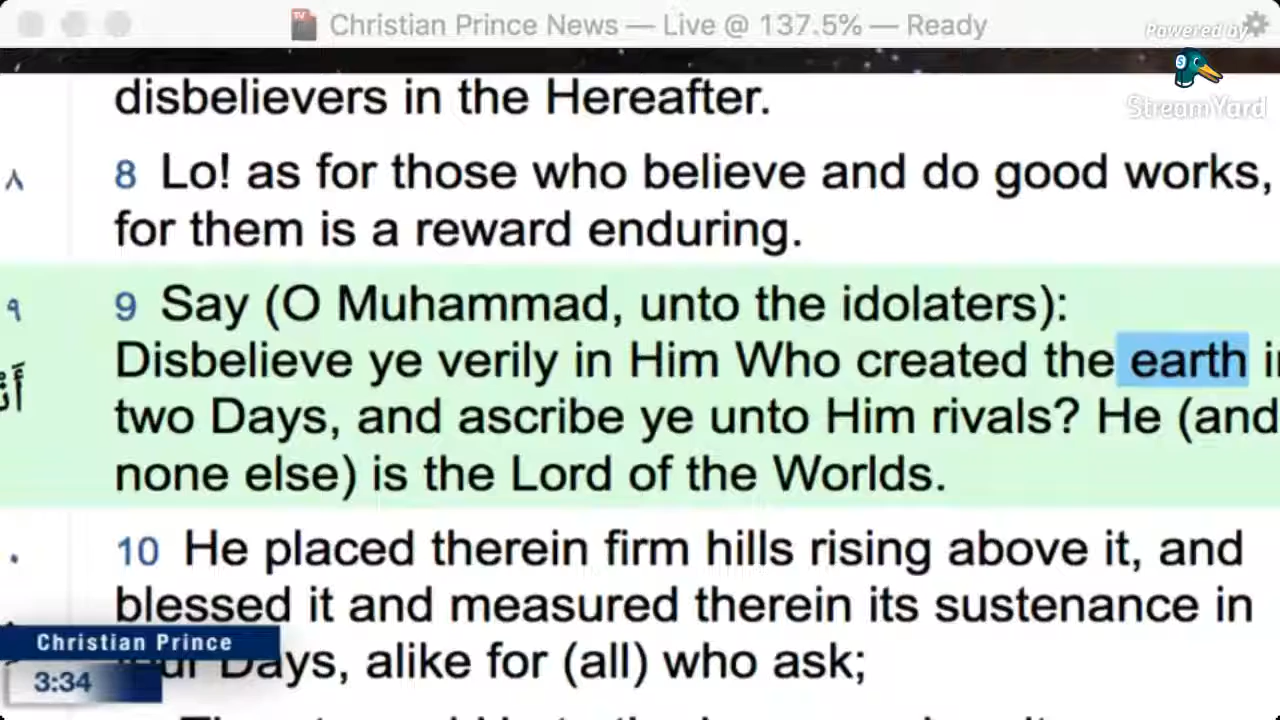 Christian Prince News — Live @ 137.5% — Ready
Powered by
StreamYard
disbelievers in the Hereafter.
٨
8 Lo! as for those who believe and do good works,
for them is a reward enduring.
٩
9 Say (O Muhammad, unto the idolaters):
Disbelieve ye verily in Him Who created the earth
two Days, and ascribe ye unto Him rivals? He (and
none else) is the Lord of the Worlds.
10 He placed therein firm hills rising above it, and
blessed it and measured therein its sustenance in
Days, alike for (all) who ask;
Christian Prince
3:34